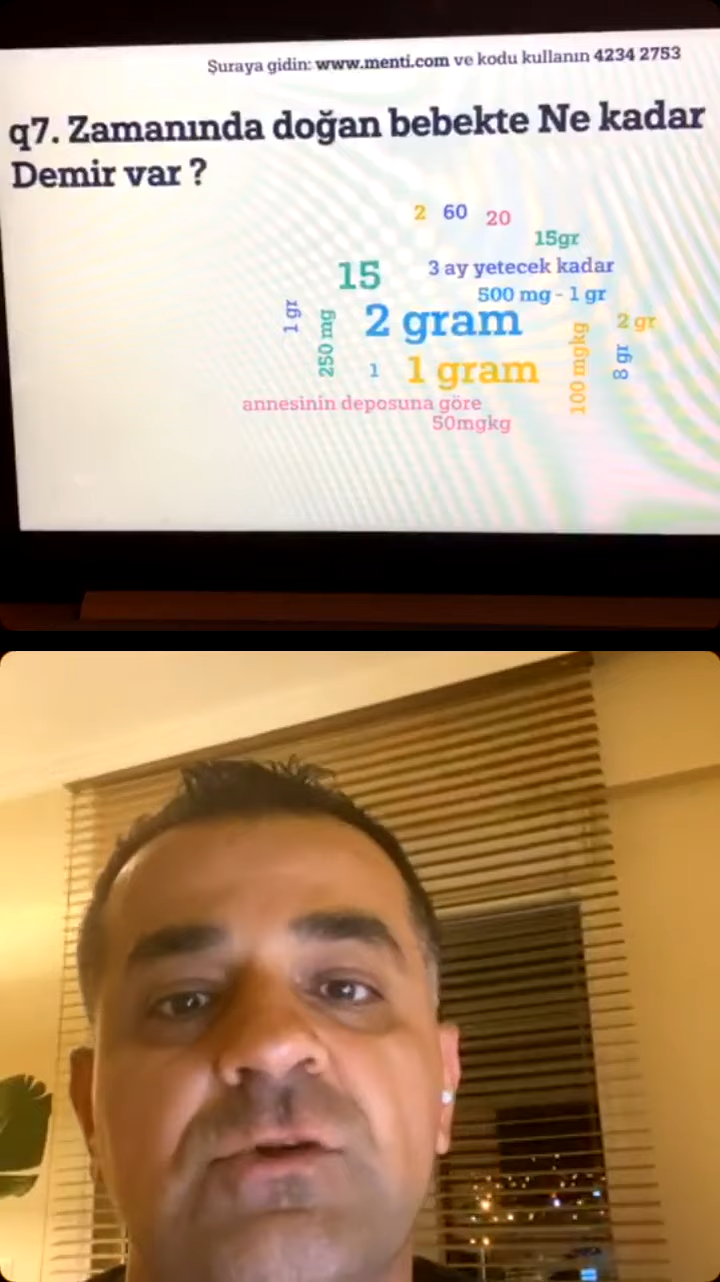 Şuraya gidin: www.menti.com ve kodu kullanın 4234 2753
q7. Zamanında doğan bebekte Ne kadar
Demir var ?
2 60 20
15gr
15
3 ay yetecek kadar
500 mg - 1 gr
1 gr
250 mg
2 gram
2 gr
1
1 gram
100 mgkg
8 gr
annesinin deposuna göre
50mgkg